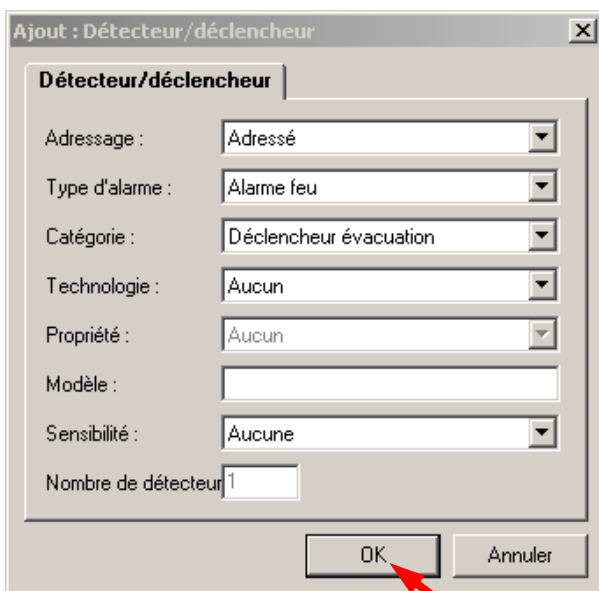 Ajout : Détecteur/déclencheur
Détecteur/déclencheur
Adressage : Adressé
Type d'alarme : Alarme feu
Catégorie : Déclencheur évacuation
Technologie : Aucun
Propriété : Aucun
Modèle :
Sensibilité : Aucune
Nombre de détecteur 1
OK Annuler